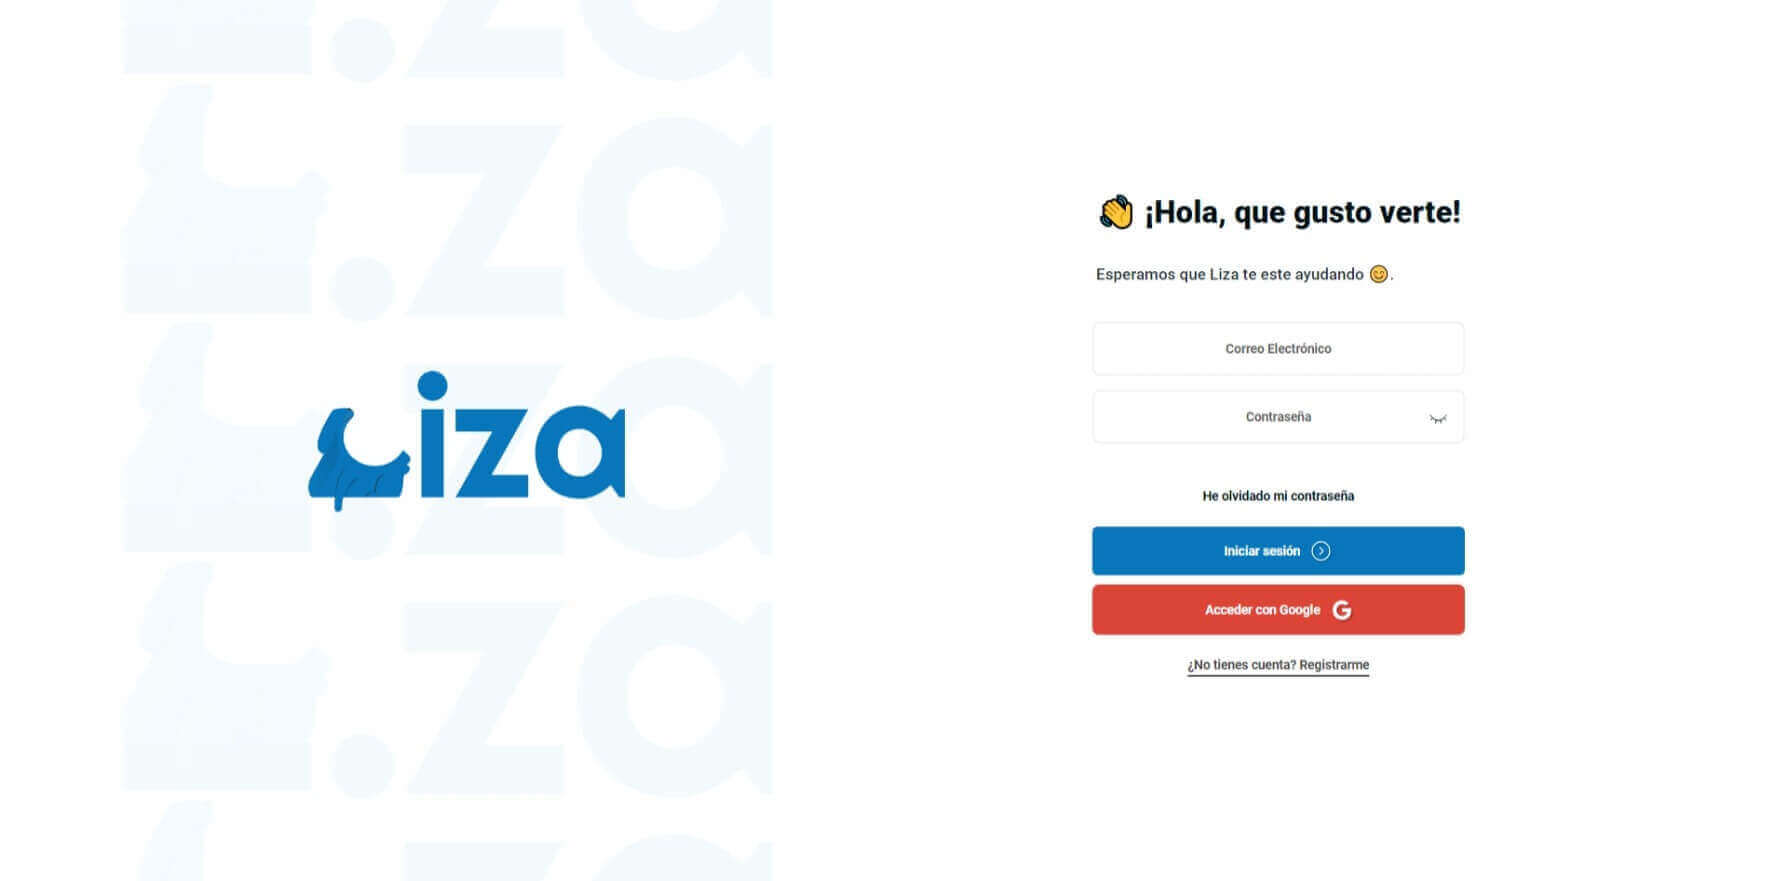 Liza
¡Hola, que gusto verte!
Esperamos que Liza te este ayudando 😊.
Correo Electrónico
Contraseña
He olvidado mi contraseña
Iniciar sesión
Acceder con Google G
¿No tienes cuenta? Registrarme